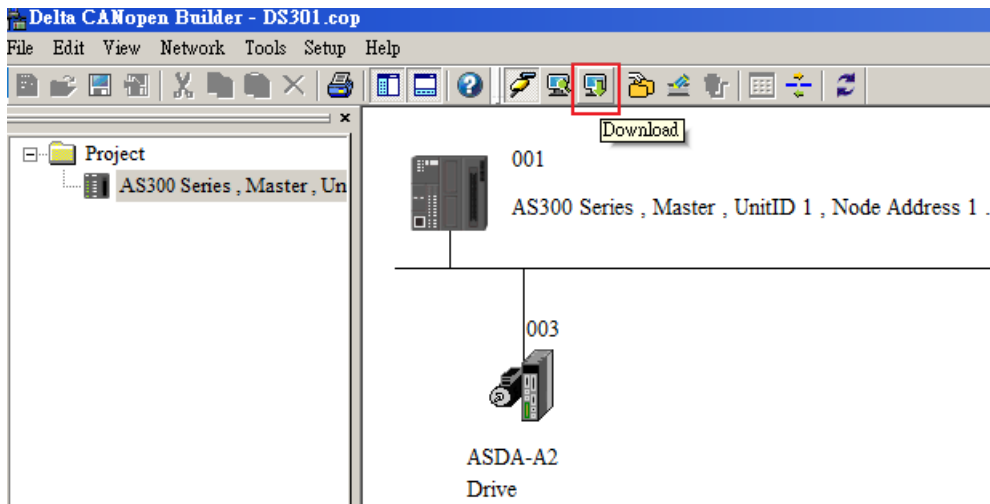 Delta CANopen Builder - DS301.cop
File Edit View Network Tools Setup Help
Download
Project
AS300 Series , Master , Un
001
AS300 Series , Master , UnitID 1 , Node Address 1 .
003
ASDA-A2
Drive